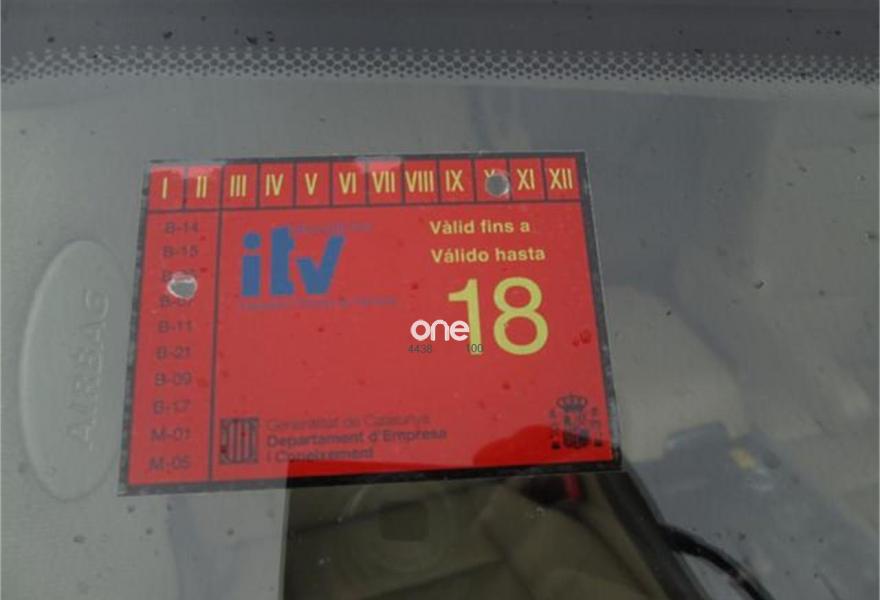 I II III IV V VI VII VIII IX X XI XII
B-14
B-15
B-07
B-11
B-21
B-09
B-17
M-01
M-05
itv
Vàlid fins a
Válido hasta
18
one
4438 100
Generalitat de Catalunya
Departament d'Empresa
i Coneixement
AIRBAG